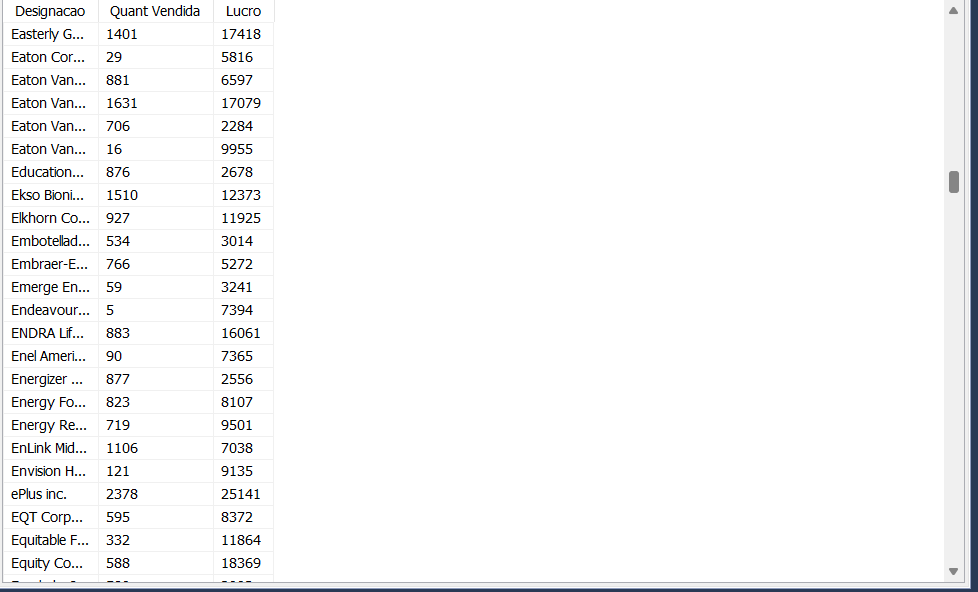 Designacao Quant Vendida Lucro
Easterly G... 1401 17418
Eaton Cor... 29 5816
Eaton Van... 881 6597
Eaton Van... 1631 17079
Eaton Van... 706 2284
Eaton Van... 16 9955
Education... 876 2678
Ekso Bioni... 1510 12373
Elkhorn Co... 927 11925
Embotellad... 534 3014
Embraer-E... 766 5272
Emerge En... 59 3241
Endeavour... 5 7394
ENDRA Lif... 883 16061
Enel Ameri... 90 7365
Energizer ... 877 2556
Energy Fo... 823 8107
Energy Re... 719 9501
EnLink Mid... 1106 7038
Envision H... 121 9135
ePlus inc. 2378 25141
EQT Corp... 595 8372
Equitable F... 332 11864
Equity Co... 588 18369